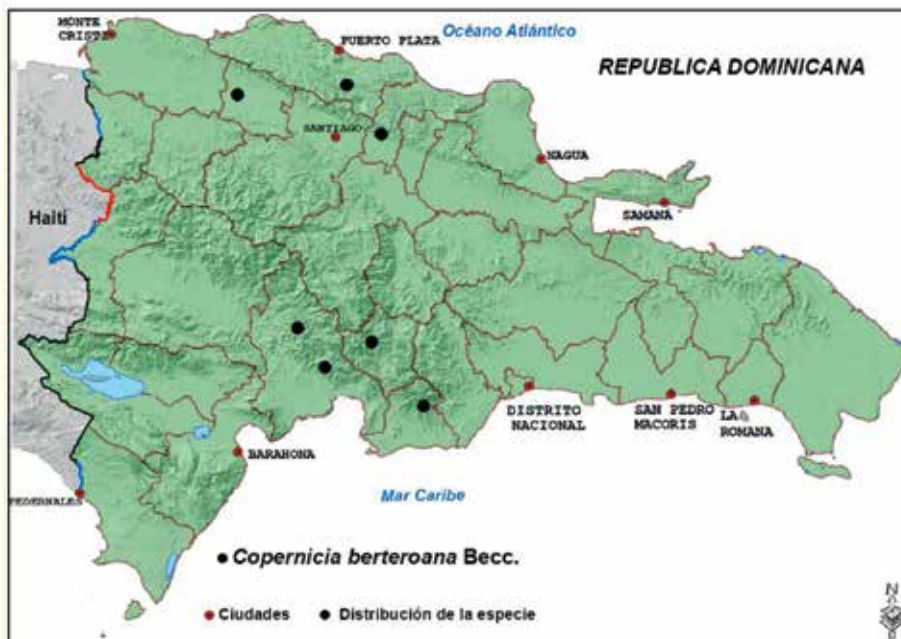 MONTE
CRISTI
PUERTO PLATA
Océano Atlántico
REPUBLICA DOMINICANA
SANTIAGO
NAGUA
SAMANA
Haiti
DISTRITO
NACIONAL
SAN PEDRO
MACORIS
LA
ROMANA
BARAHONA
Mar Caribe
PEDERNALES
Copernicia berteroana Becc.
Ciudades
Distribución de la especie
N